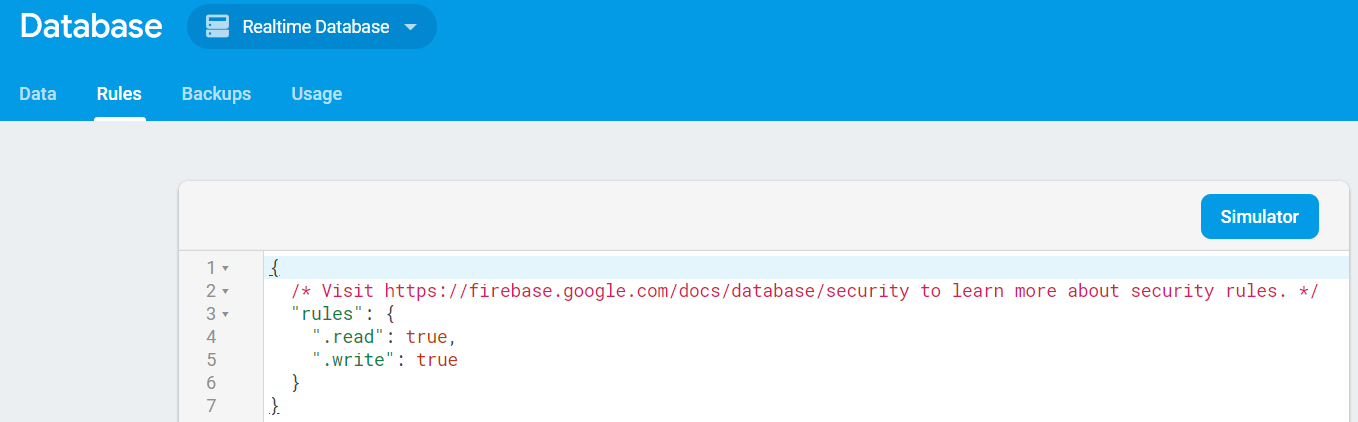 Database Realtime Database
Data Rules Backups Usage
Simulator
1 {
2 /* Visit https://firebase.google.com/docs/database/security to learn more about security rules. */
3 "rules": {
4 ".read": true,
5 ".write": true
6 }
7 }